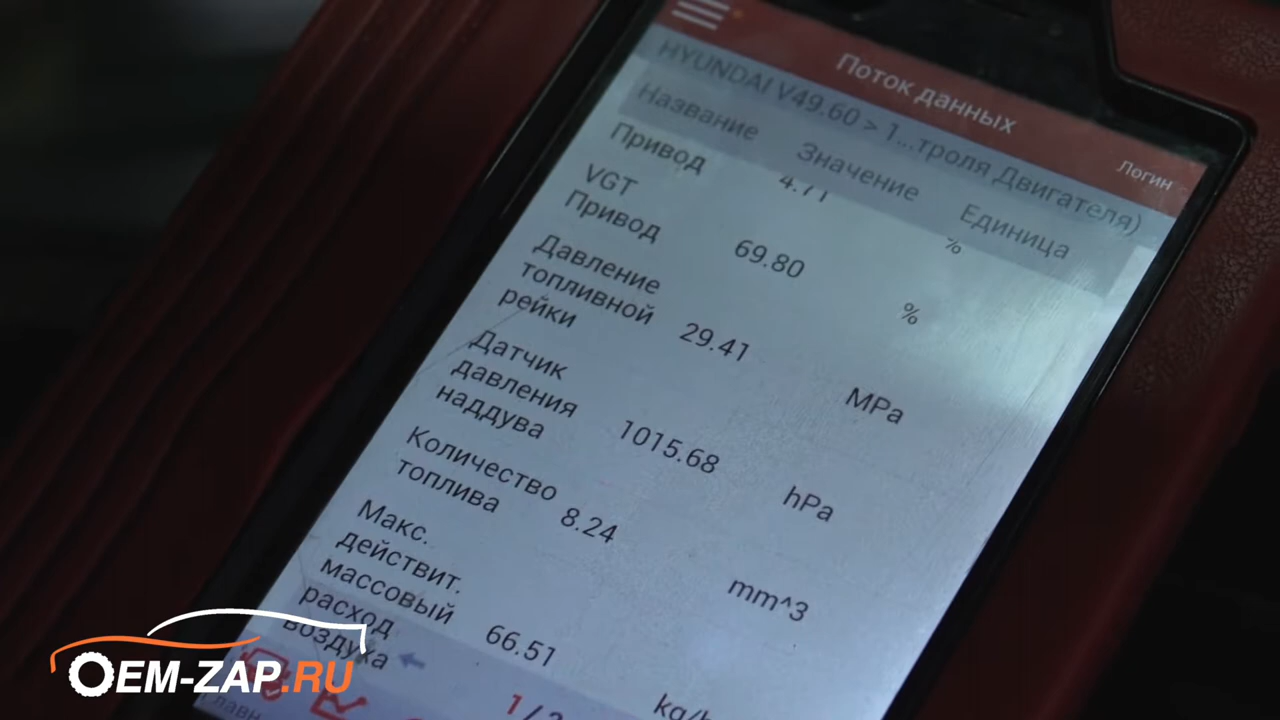 Поток данных
Логин
HYUNDAI V49.60 > 1...троля Двигателя)
Название Значение Единица
Привод 4.71 %
VGT
Привод 69.80 %
Давление
топливной
рейки 29.41 MPa
Датчик
давления
наддува 1015.68 hPa
Количество
топлива 8.24 mm^3
Макс.
действит.
массовый
расход
воздуха 66.51
OEM-ZAP.RU